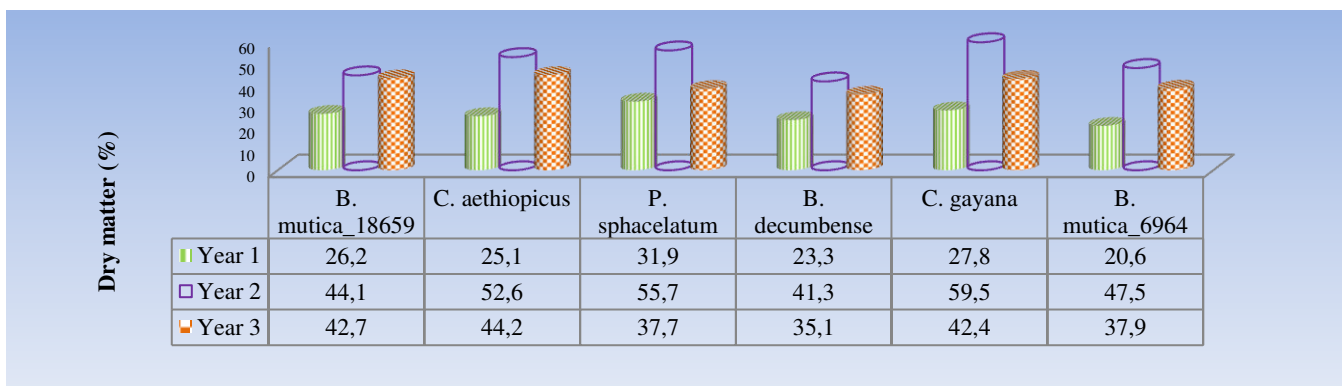 60
50
40
30
20
10
0
Dry matter (%)
B. mutica_18659 C. aethiopicus P. sphacelatum B. decumbense C. gayana B. mutica_6964
Year 1 26,2 25,1 31,9 23,3 27,8 20,6
Year 2 44,1 52,6 55,7 41,3 59,5 47,5
Year 3 42,7 44,2 37,7 35,1 42,4 37,9